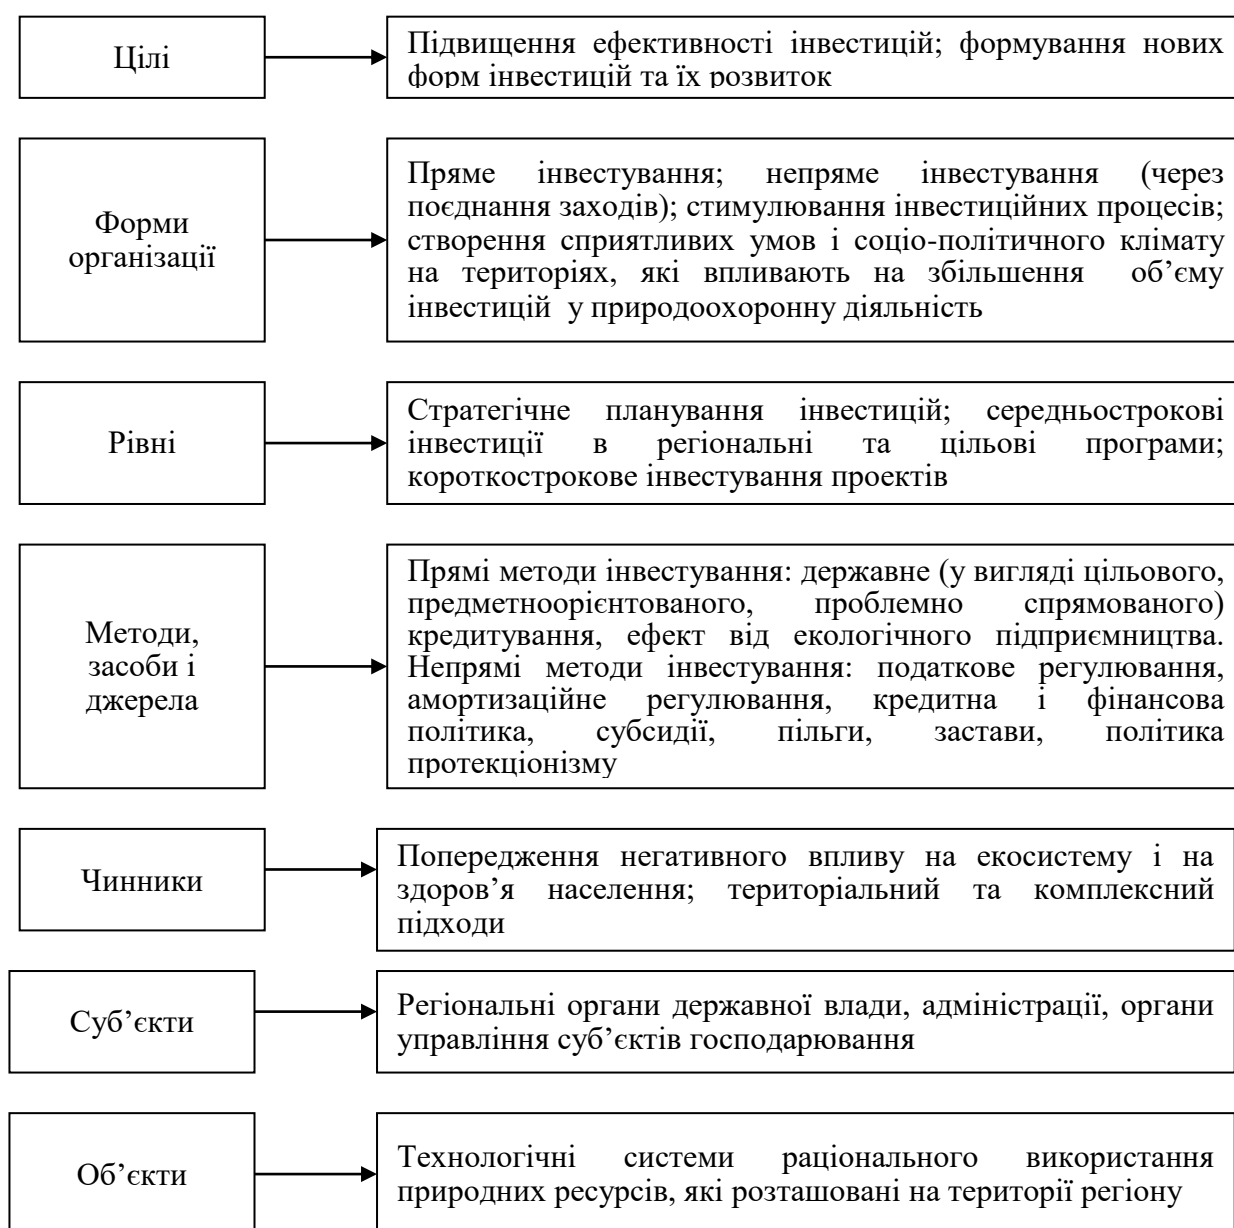 Цілі
Підвищення ефективності інвестицій; формування нових
форм інвестицій та їх розвиток
Форми
організації
Пряме інвестування; непряме інвестування (через
поєднання заходів); стимулювання інвестиційних процесів;
створення сприятливих умов і соціо-політичного клімату
на територіях, які впливають на збільшення об’єму
інвестицій у природоохоронну діяльність
Рівні
Стратегічне планування інвестицій; середньострокові
інвестиції в регіональні та цільові програми;
короткострокове інвестування проектів
Методи,
засоби і
джерела
Прямі методи інвестування: державне (у вигляді цільового,
предметноорієнтованого, проблемно спрямованого)
кредитування, ефект від екологічного підприємництва.
Непрямі методи інвестування: податкове регулювання,
амортизаційне регулювання, кредитна і фінансова
політика, субсидії, пільги, застави, політика
протекціонізму
Чинники
Попередження негативного впливу на екосистему і на
здоров’я населення; територіальний та комплексний
підходи
Суб’єкти
Регіональні органи державної влади, адміністрації, органи
управління суб’єктів господарювання
Об’єкти
Технологічні системи раціонального використання
природних ресурсів, які розташовані на території регіону